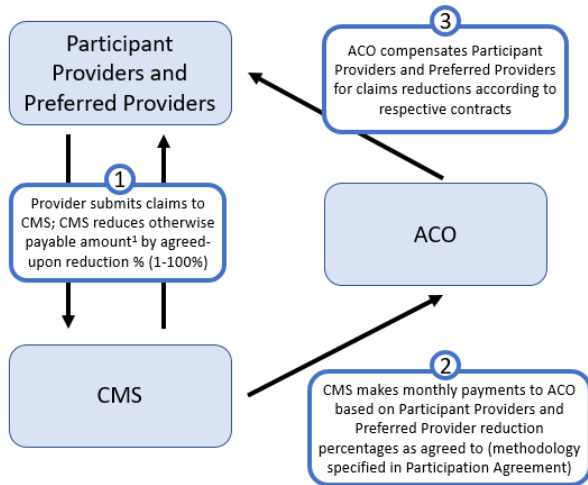 Participant
Providers and
Preferred Providers
3
ACO compensates Participant
Providers and Preferred Providers
for claims reductions according to
respective contracts
1
Provider submits claims to
CMS; CMS reduces otherwise
payable amount¹ by agreed-
upon reduction % (1-100%)
ACO
CMS
2
CMS makes monthly payments to ACO
based on Participant Providers and
Preferred Provider reduction
percentages as agreed to (methodology
specified in Participation Agreement)